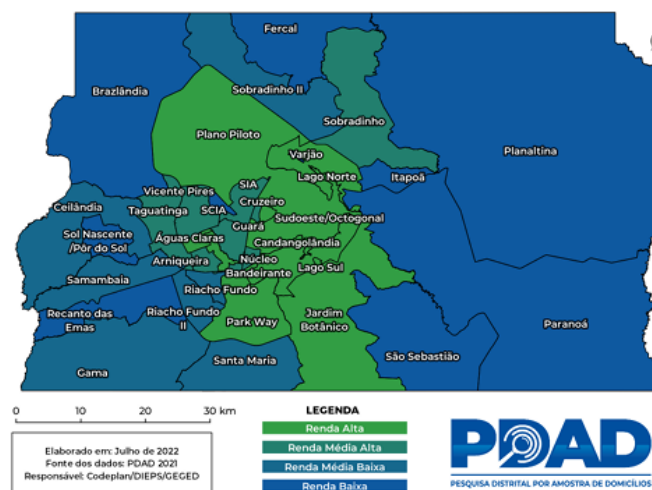 Fercal
Brazlândia
Sobradinho II
Sobradinho
Plano Piloto
Planaltina
Varjão
Lago Norte
Itapoã
Vicente Pires
SIA
Ceilândia
Taguatinga
SCIA
Cruzeiro
Sudoeste/Octogonal
Guará
Sol Nascente
/Pôr do Sol
Águas Claras
Candangolândia
Arniqueira
Núcleo
Bandeirante
Lago Sul
Samambaia
Riacho Fundo
Recanto das
Emas
Riacho Fundo
II
Park Way
Jardim
Botânico
Paranoá
São Sebastião
Santa Maria
Gama
0 10 20 30 km
LEGENDA
Renda Alta
Renda Média Alta
Renda Média Baixa
Renda Baixa
Elaborado em: Julho de 2022
Fonte dos dados: PDAD 2021
Responsável: Codeplan/DIEPS/GEGED
PDAD
PESQUISA DISTRITAL POR AMOSTRA DE DOMICÍLIOS